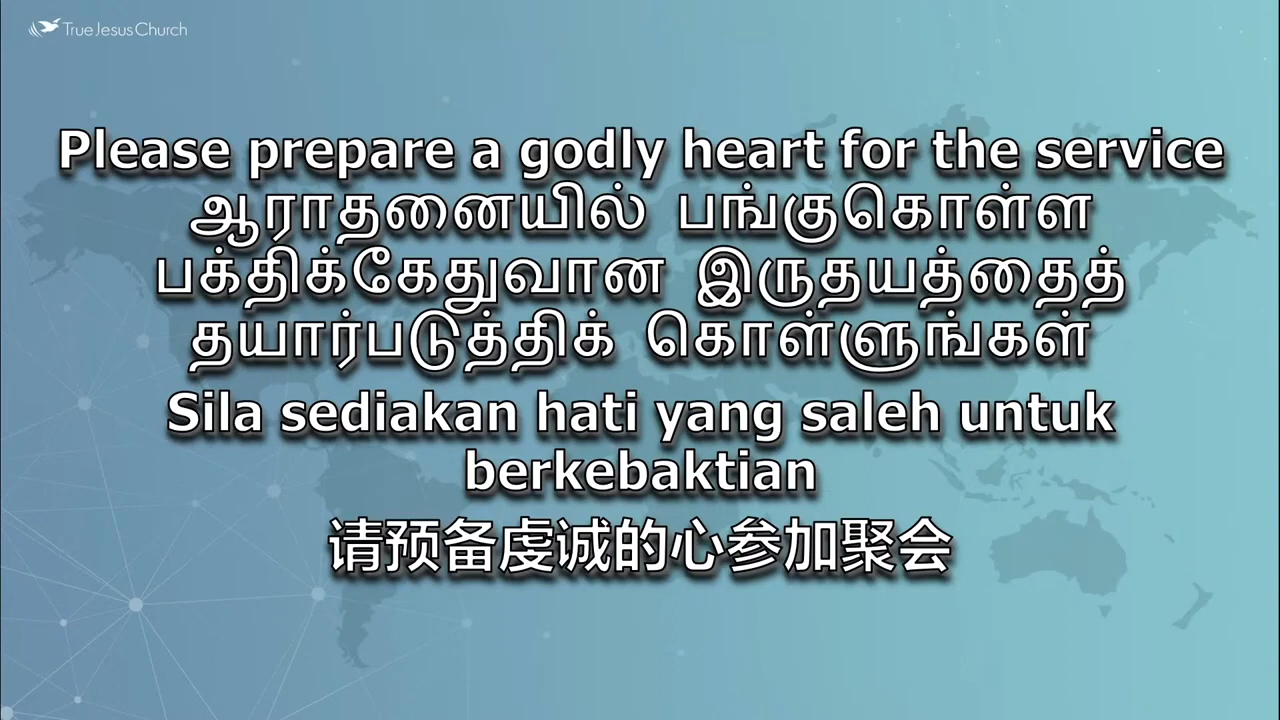 True Jesus Church
Please prepare a godly heart for the service
ஆராதனையில் பங்குகொள்ள
பக்திக்கேதுவான இருதயத்தைத்
தயார்படுத்திக் கொள்ளுங்கள்
Sila sediakan hati yang saleh untuk
berkebaktian
请预备虔诚的心参加聚会